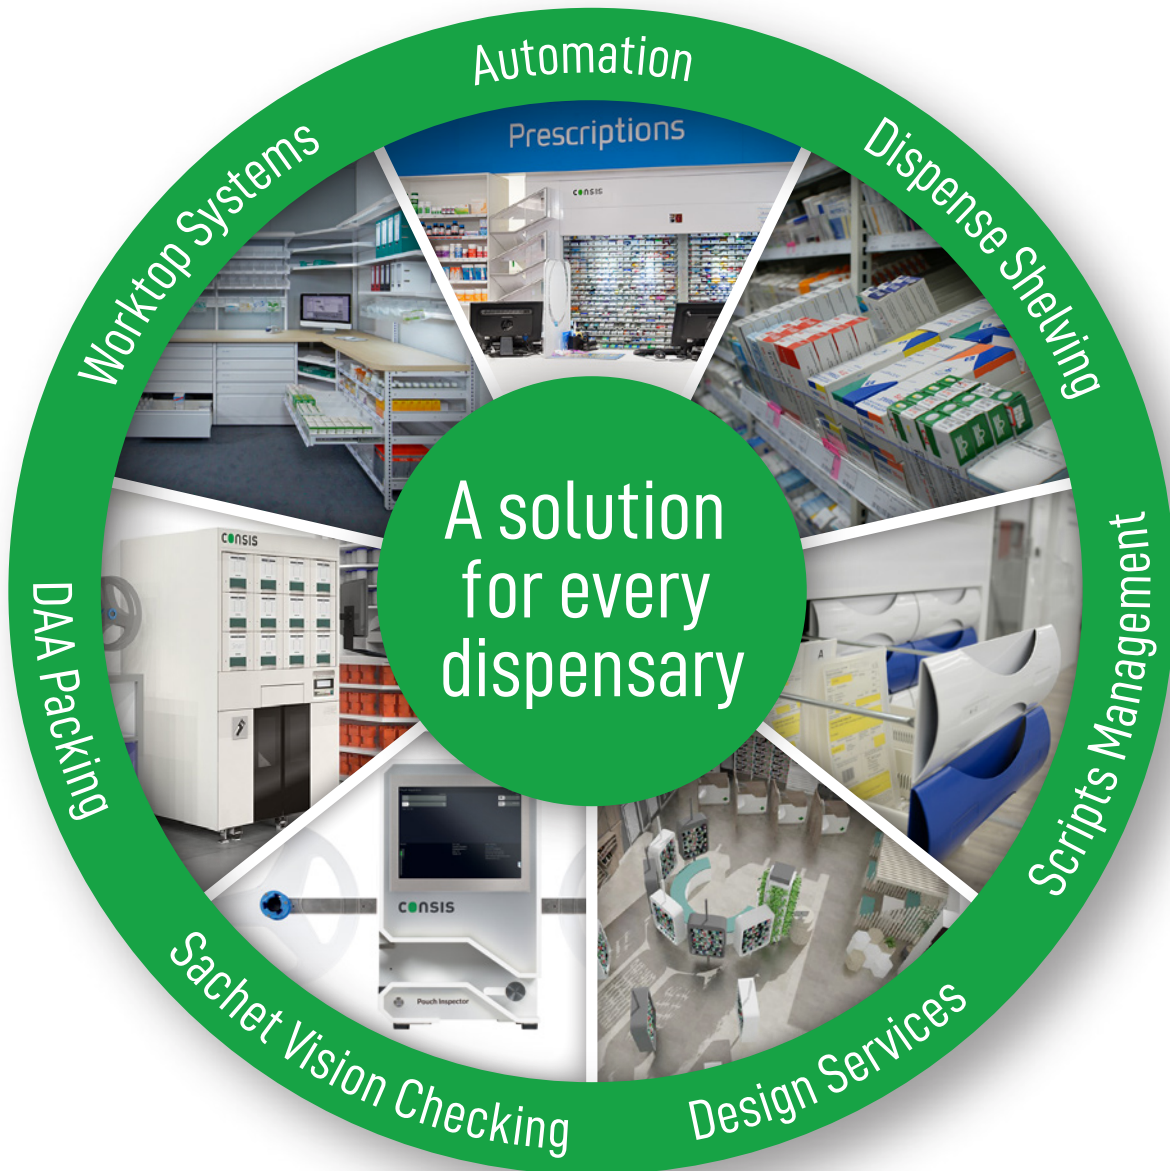 Automation
Dispense Shelving
Scripts Management
Design Services
Sachet Vision Checking
DAA Packing
Worktop Systems
Prescriptions
CONSIS
A
CONSIS
A solution
for every
dispensary
CONSIS
Pouch Inspector